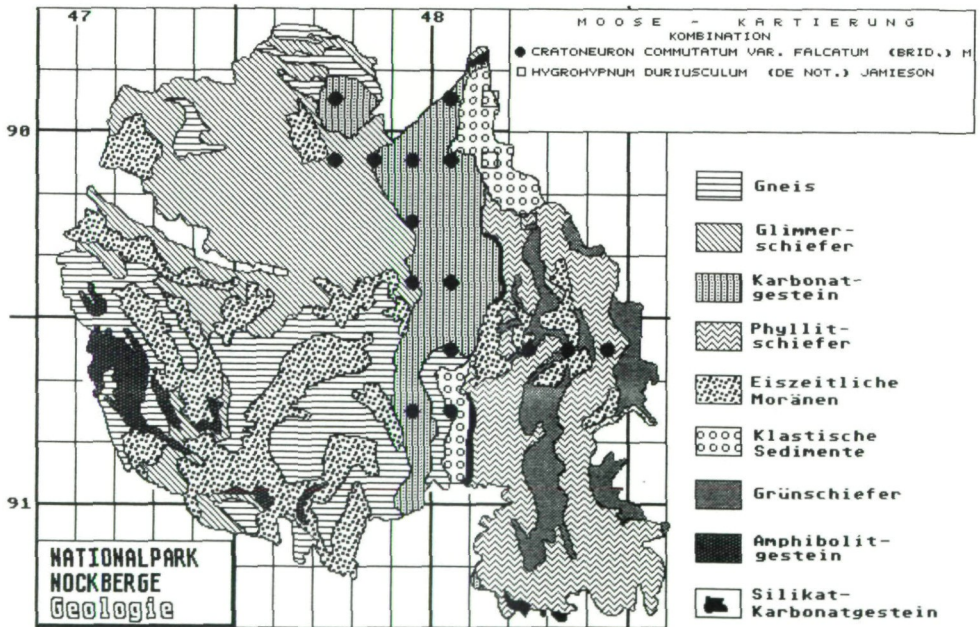 47
48
MOOSE - KARTIERUNG
KOMBINATION
● CRATONEURON COMMUTATUM VAR. FALCATUM (BRID.) M
□ HYGROHYPNUM DURIUSCULUM (DE NOT.) JAMIESON
90
91
Gneis
Glimmer-
schiefer
Karbonat-
gestein
Phyllit-
schiefer
Eiszeitliche
Moränen
Klastische
Sedimente
Grünschiefer
Amphibolit-
gestein
Silikat-
Karbonatgestein
NATIONALPARK
NOCKBERGE
Geologie